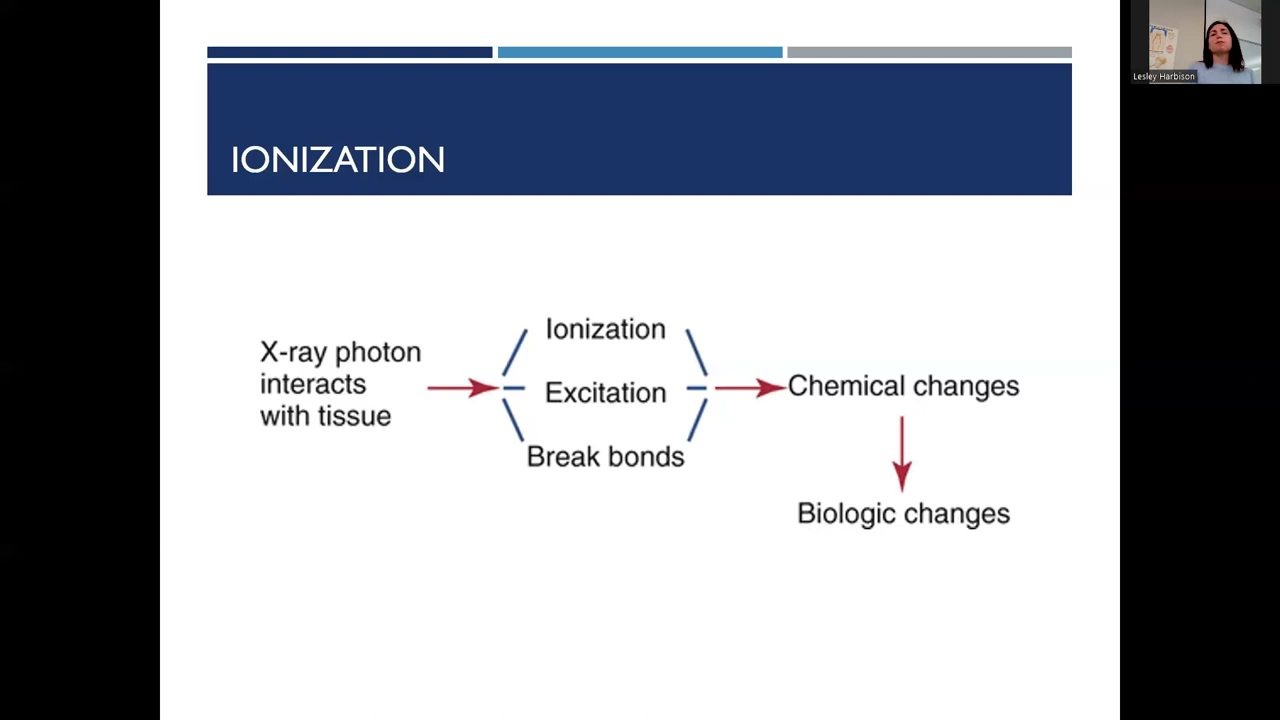 Lesley Harbison
IONIZATION
X-ray photon
interacts
with tissue
Ionization
Excitation
Break bonds
Chemical changes
Biologic changes